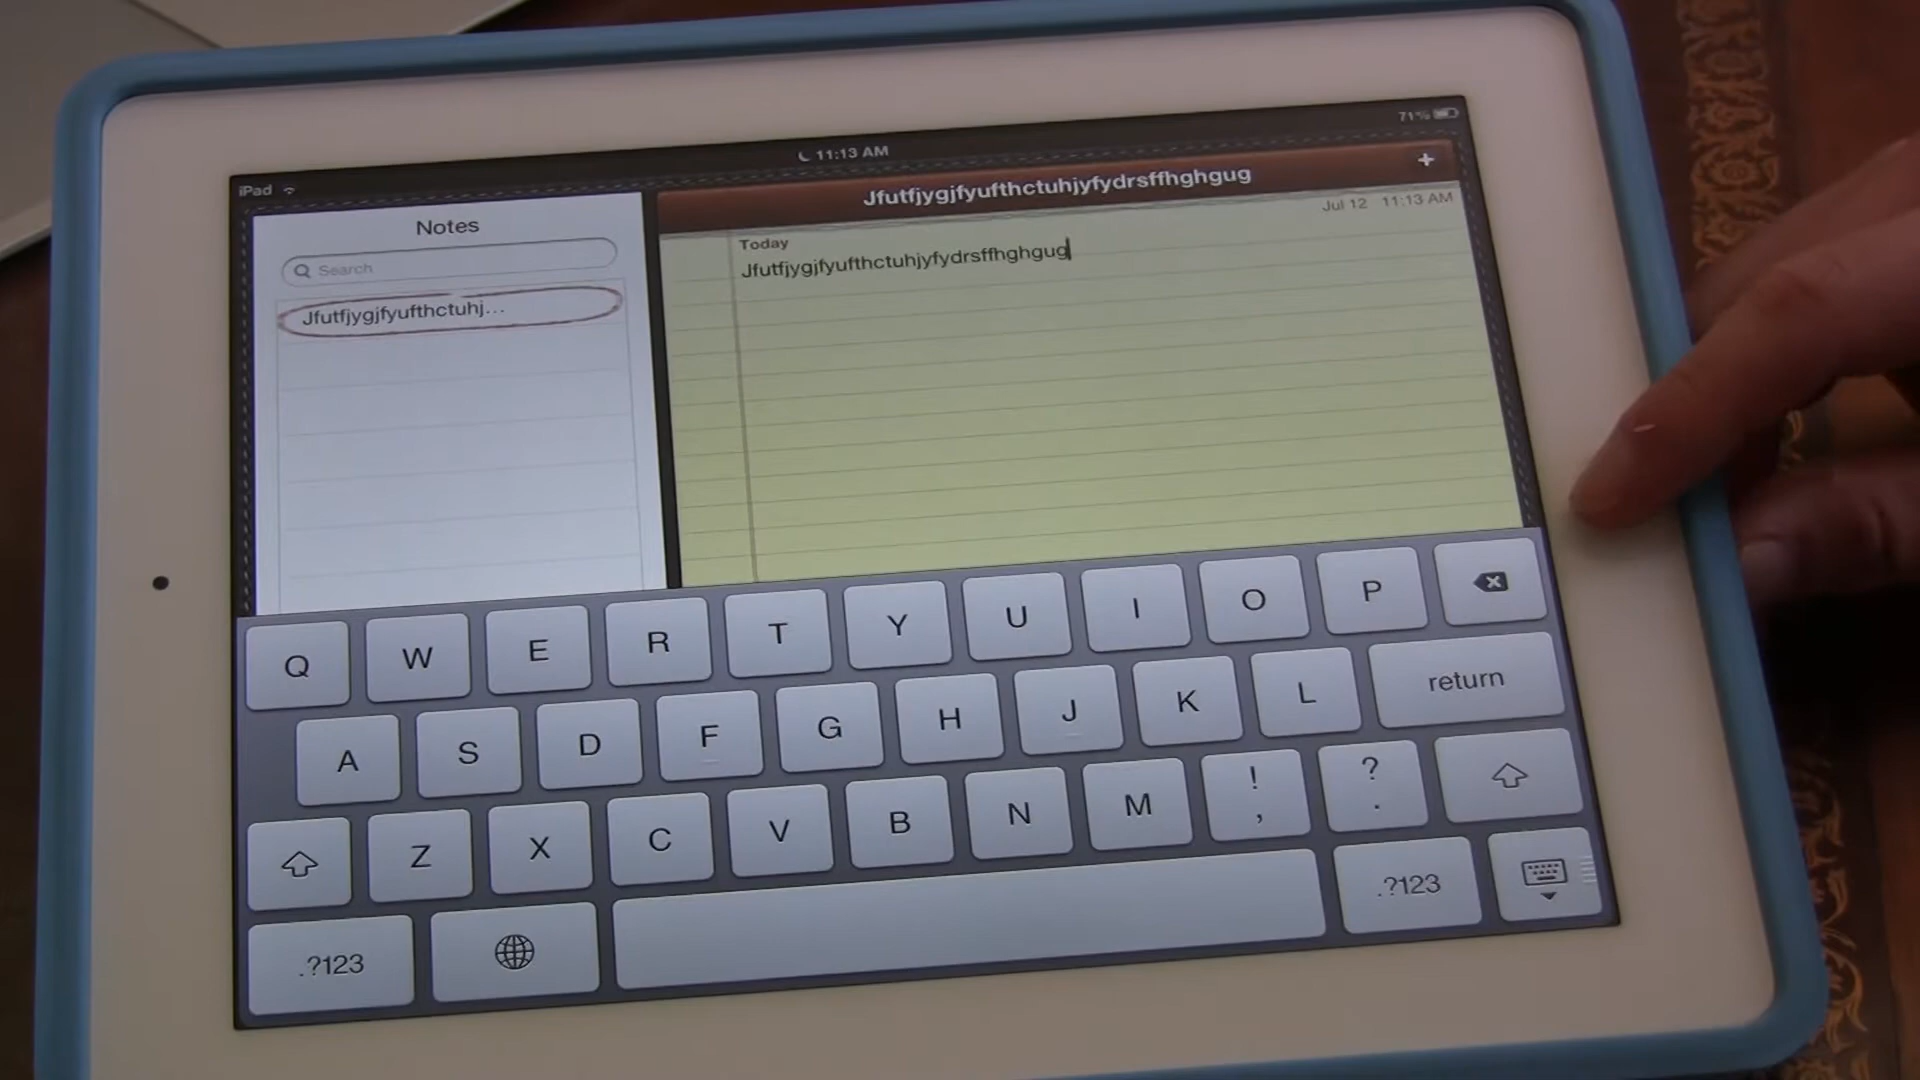 iPad 11:13 AM 71%
Notes
Search
Jfutfjygjfyufthctuhj...
Jfutfjygjfyufthctuhjyfydrsffhghgug +
Today Jul 12 11:13 AM
Jfutfjygjfyufthctuhjyfydrsffhghgug
Q W E R T Y U I O P
A S D F G H J K L return
Z X C V B N M ! , ? .
.?123 .?123